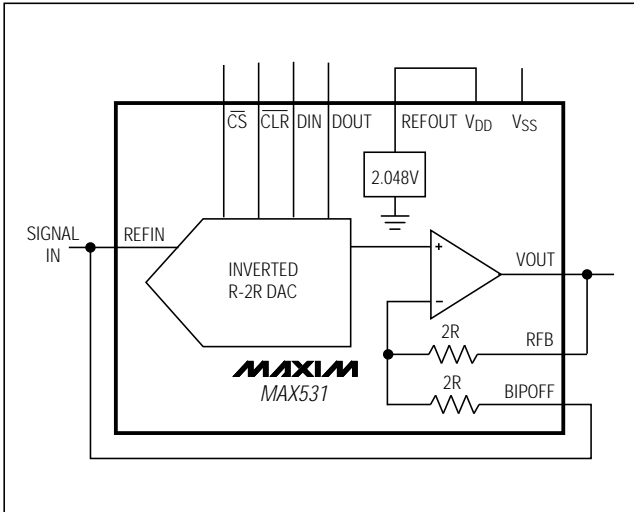 CS CLR DIN DOUT REFOUT VDD VSS
2.048V
SIGNAL IN
REFIN
INVERTED
R-2R DAC
+
VOUT
−
2R
RFB
MAXIM
MAX531
2R
BIPOFF